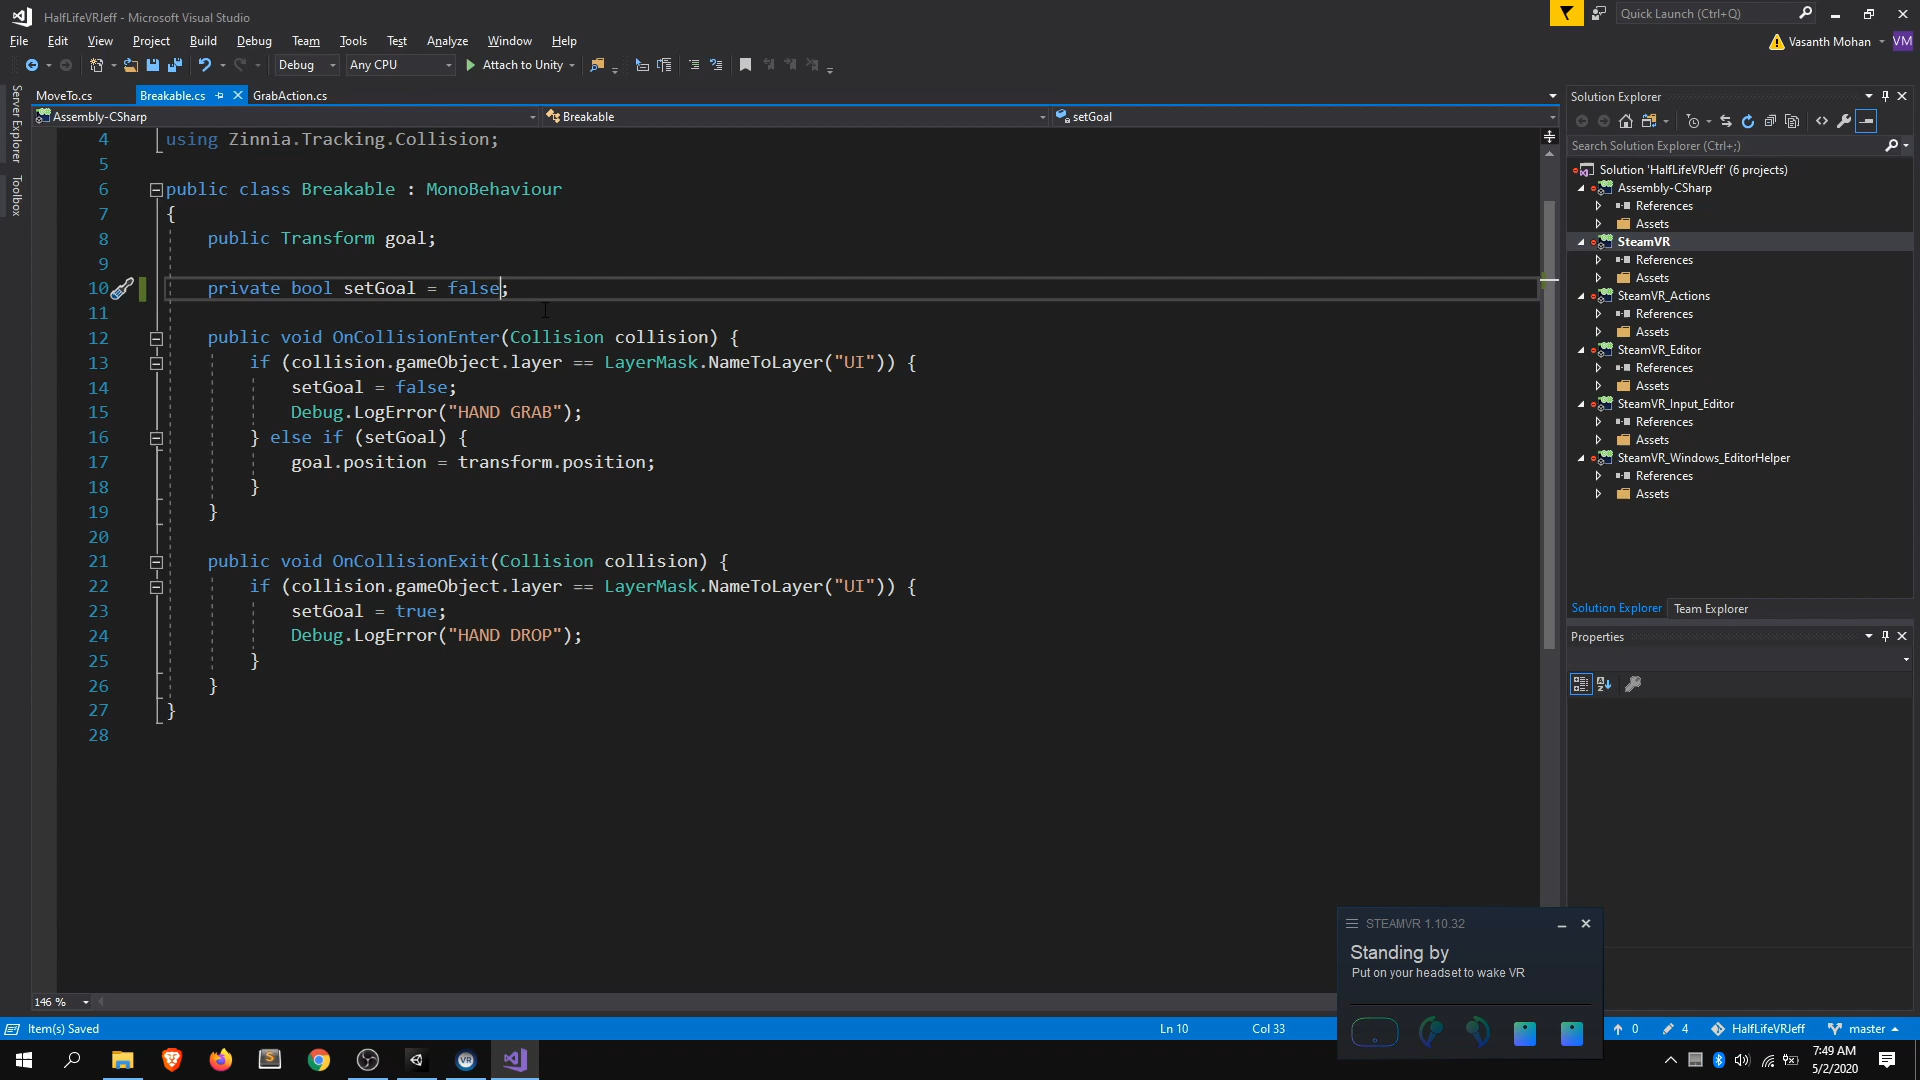 HalfLifeVRJeff - Microsoft Visual Studio
Quick Launch (Ctrl+Q)
File Edit View Project Build Debug Team Tools Test Analyze Window Help
Vasanth Mohan VM
Debug Any CPU Attach to Unity
Server Explorer
Toolbox
MoveTo.cs Breakable.cs GrabAction.cs
Assembly-CSharp Breakable setGoal
4 using Zinnia.Tracking.Collision;
5
6 public class Breakable : MonoBehaviour
7 {
8 public Transform goal;
9
10 private bool setGoal = false;
11
12 public void OnCollisionEnter(Collision collision) {
13 if (collision.gameObject.layer == LayerMask.NameToLayer("UI")) {
14 setGoal = false;
15 Debug.LogError("HAND GRAB");
16 } else if (setGoal) {
17 goal.position = transform.position;
18 }
19 }
20
21 public void OnCollisionExit(Collision collision) {
22 if (collision.gameObject.layer == LayerMask.NameToLayer("UI")) {
23 setGoal = true;
24 Debug.LogError("HAND DROP");
25 }
26 }
27 }
28
Solution Explorer
Search Solution Explorer (Ctrl+;)
Solution 'HalfLifeVRJeff' (6 projects)
Assembly-CSharp
References
Assets
SteamVR
References
Assets
SteamVR_Actions
References
Assets
SteamVR_Editor
References
Assets
SteamVR_Input_Editor
References
Assets
SteamVR_Windows_EditorHelper
References
Assets
Solution Explorer Team Explorer
Properties
STEAMVR 1.10.32
Standing by
Put on your headset to wake VR
146 %
Item(s) Saved Ln 10 Col 33 0 4 HalfLifeVRJeff master
7:49 AM
5/2/2020